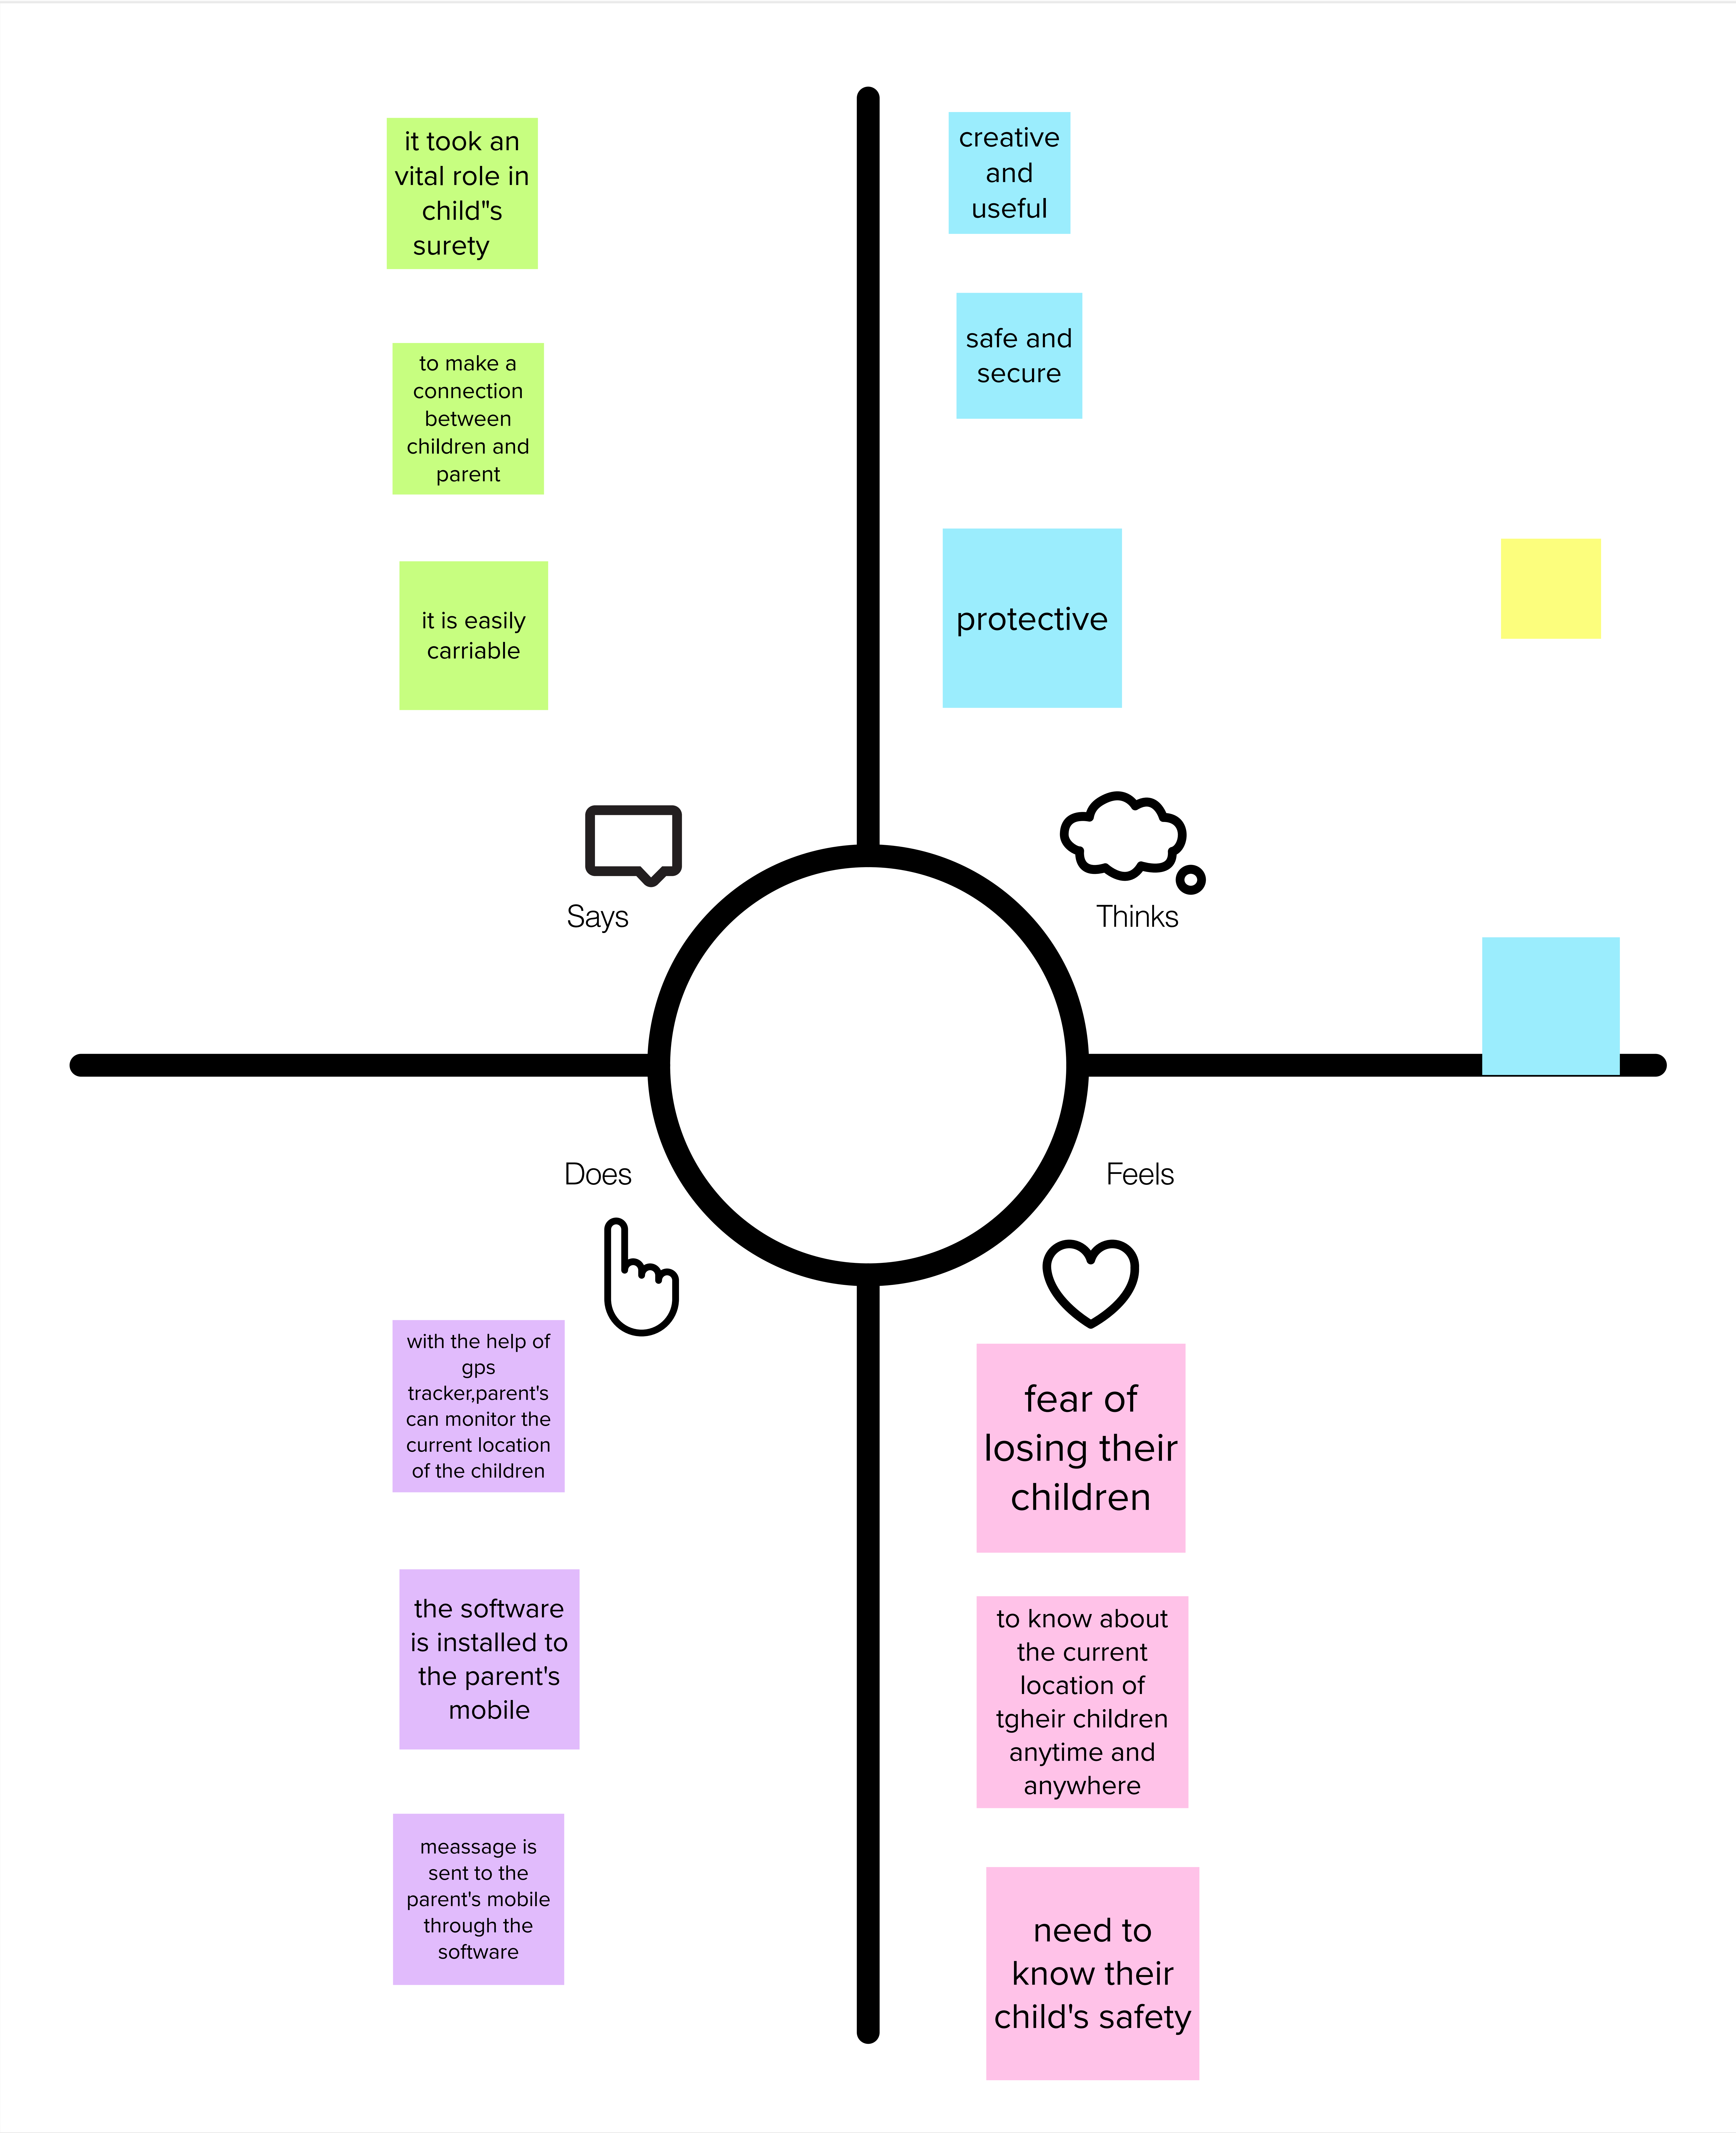 it took an
vital role in
child"s
surety
to make a
connection
between
children and
parent
it is easily
carriable
Says
creative
and
useful
safe and
secure
protective
Thinks
Does
with the help of
gps
tracker,parent's
can monitor the
current location
of the children
the software
is installed to
the parent's
mobile
meassage is
sent to the
parent's mobile
through the
software
Feels
fear of
losing their
children
to know about
the current
location of
tgheir children
anytime and
anywhere
need to
know their
child's safety